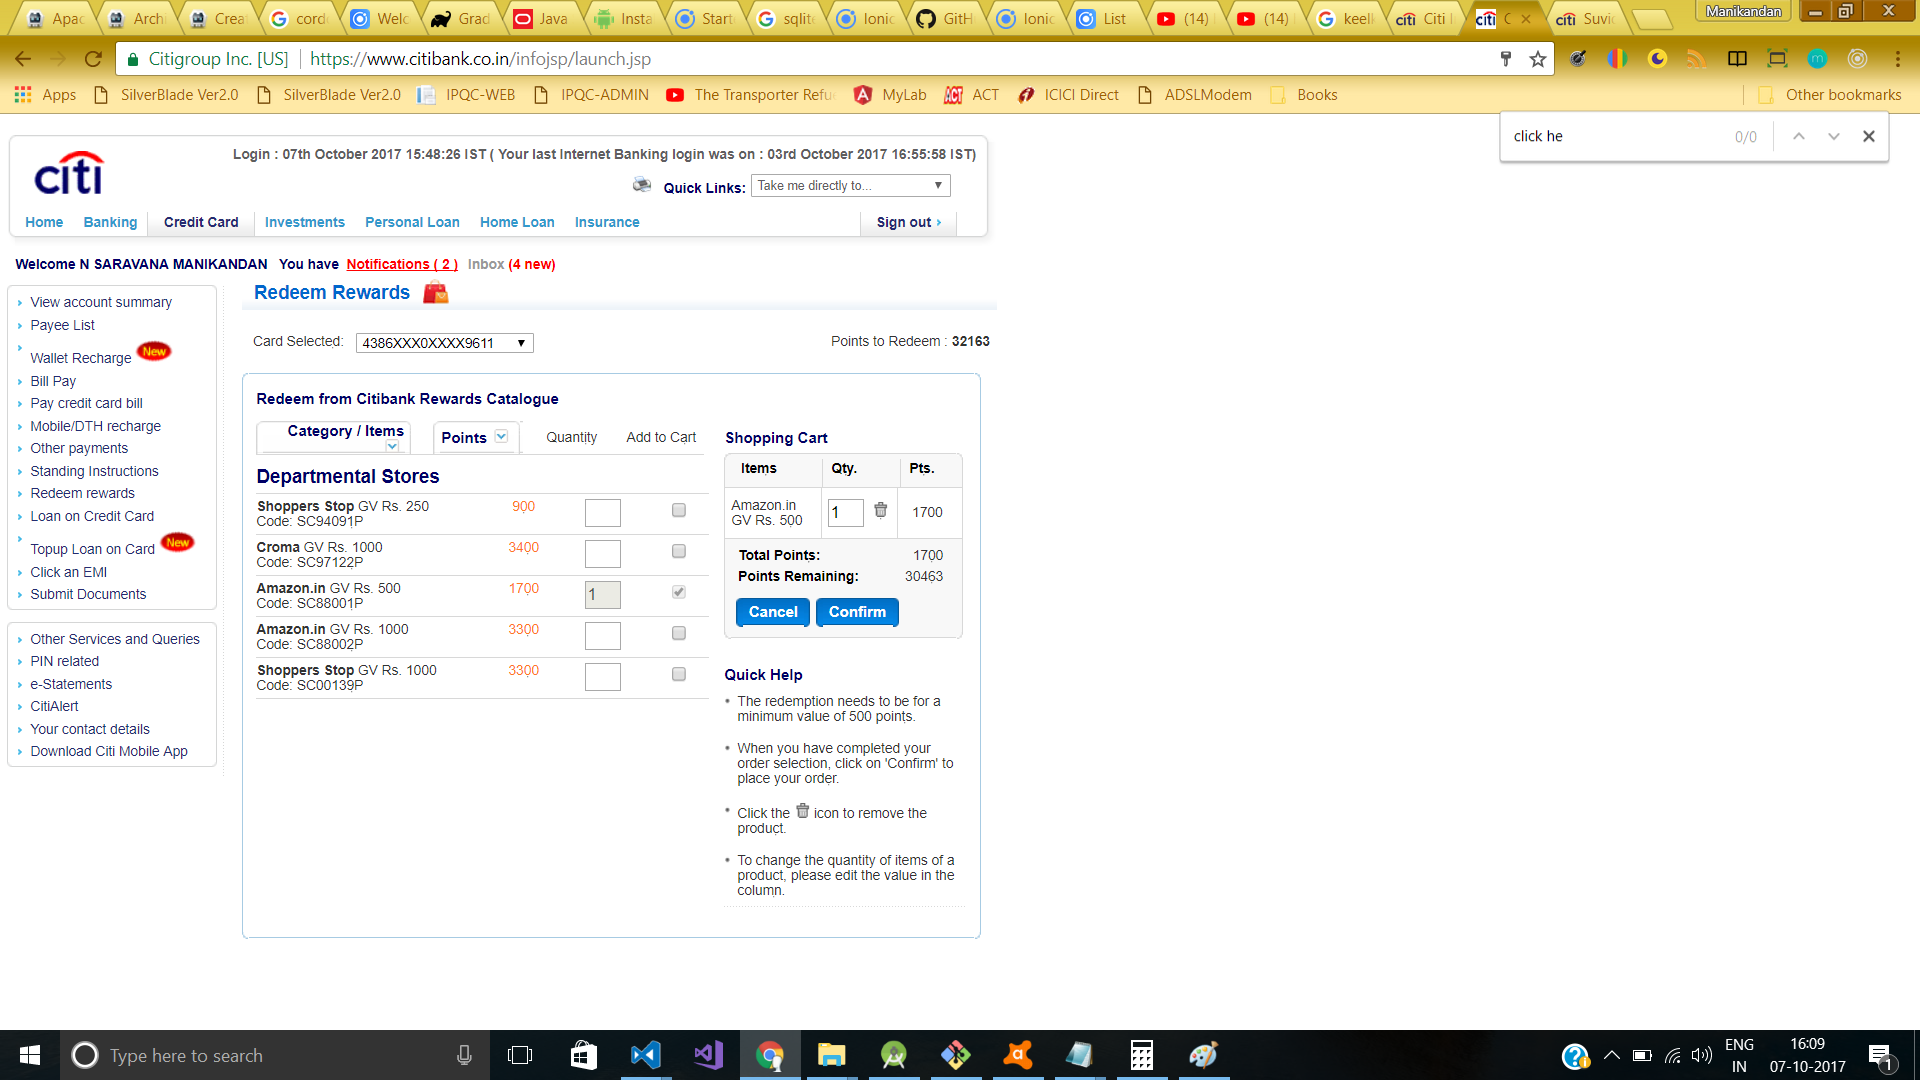 Apac
Archi
Creat
cord
Welc
Grad
Java
Insta
Start
sqlite
Ionic
GitH
Ionic
List
(14)
(14)
keelk
Citi
C
Suvid
Manikandan
Citigroup Inc. [US]
https://www.citibank.co.in/infojsp/launch.jsp
Apps
SilverBlade Ver2.0
SilverBlade Ver2.0
IPQC-WEB
IPQC-ADMIN
The Transporter Refu
MyLab
ACT
ICICI Direct
ADSLModem
Books
Other bookmarks
click he
0/0
citi
Login : 07th October 2017 15:48:26 IST ( Your last Internet Banking login was on : 03rd October 2017 16:55:58 IST)
Quick Links: Take me directly to...
Home
Banking
Credit Card
Investments
Personal Loan
Home Loan
Insurance
Sign out
Welcome N SARAVANA MANIKANDAN You have Notifications ( 2 ) Inbox (4 new)
View account summary
Payee List
Wallet Recharge New
Bill Pay
Pay credit card bill
Mobile/DTH recharge
Other payments
Standing Instructions
Redeem rewards
Loan on Credit Card
Topup Loan on Card New
Click an EMI
Submit Documents
Other Services and Queries
PIN related
e-Statements
CitiAlert
Your contact details
Download Citi Mobile App
Redeem Rewards
Card Selected: 4386XXX0XXXX9611
Points to Redeem : 32163
Redeem from Citibank Rewards Catalogue
Category / Items
Points
Quantity
Add to Cart
Departmental Stores
Shoppers Stop GV Rs. 250 900
Code: SC94091P
Croma GV Rs. 1000 3400
Code: SC97122P
Amazon.in GV Rs. 500 1700 1
Code: SC88001P
Amazon.in GV Rs. 1000 3300
Code: SC88002P
Shoppers Stop GV Rs. 1000 3300
Code: SC00139P
Shopping Cart
Items Qty. Pts.
Amazon.in
GV Rs. 500
1 1700
Total Points: 1700
Points Remaining: 30463
Cancel Confirm
Quick Help
The redemption needs to be for a
minimum value of 500 points.
When you have completed your
order selection, click on 'Confirm' to
place your order.
Click the icon to remove the
product.
To change the quantity of items of a
product, please edit the value in the
column.
Type here to search
ENG
IN
16:09
07-10-2017
1